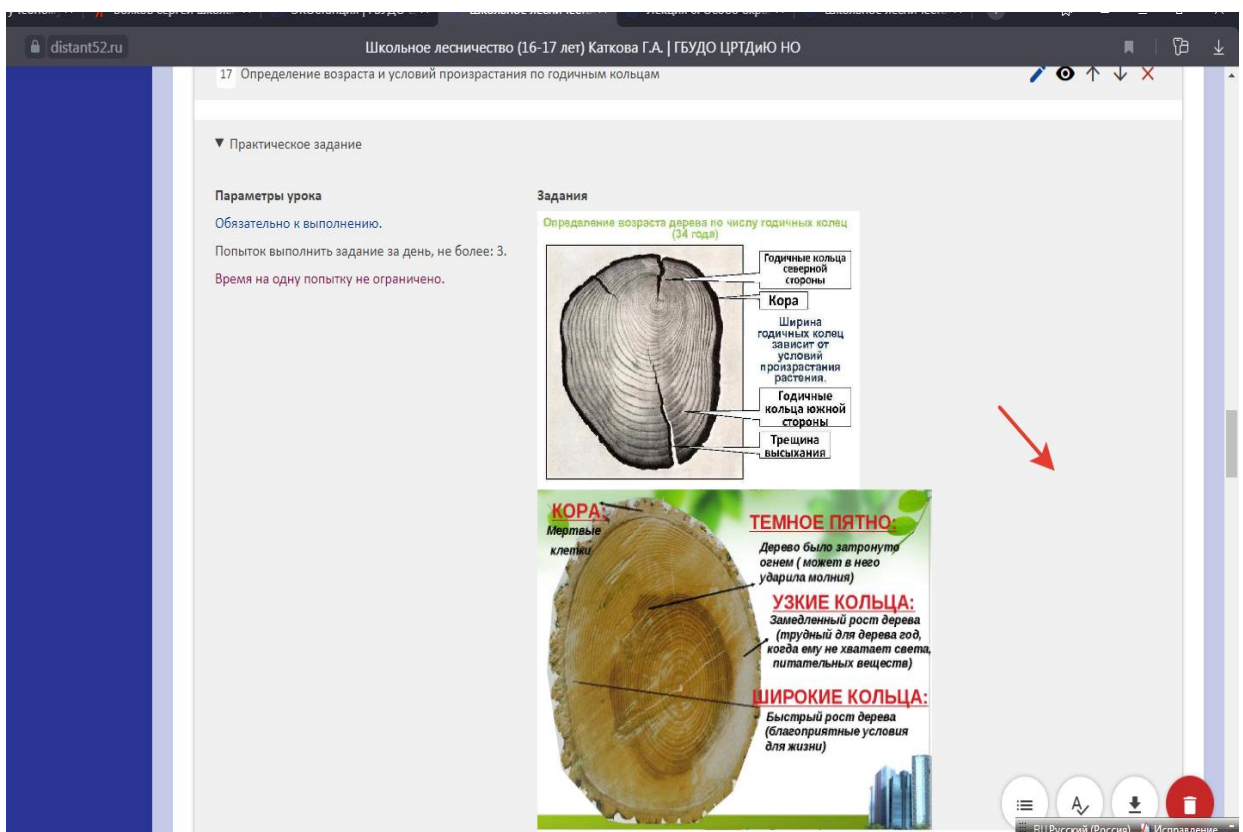 distant52.ru
Школьное лесничество (16-17 лет) Каткова Г.А. | ГБУДО ЦРТДиЮ НО
17 Определение возраста и условий произрастания по годичным кольцам
▼ Практическое задание
Параметры урока
Обязательно к выполнению.
Попыток выполнить задание за день, не более: 3.
Время на одну попытку не ограничено.
Задания
Определение возраста дерева по числу годичных колец
(34 года)
Годичные кольца
северной
стороны
Кора
Ширина
годичных колец
зависит от
условий
произрастания
растения.
Годичные
кольца южной
стороны
Трещина
высыхания
КОРА:
Мертвые
клетки
ТЕМНОЕ ПЯТНО:
Дерево было затронуто
огнем ( может в него
ударила молния)
УЗКИЕ КОЛЬЦА:
Замедленный рост дерева
(трудный для дерева год,
когда ему не хватает света,
питательных веществ)
ШИРОКИЕ КОЛЬЦА:
Быстрый рост дерева
(благоприятные условия
для жизни)
RU Русский (Россия) Исправление